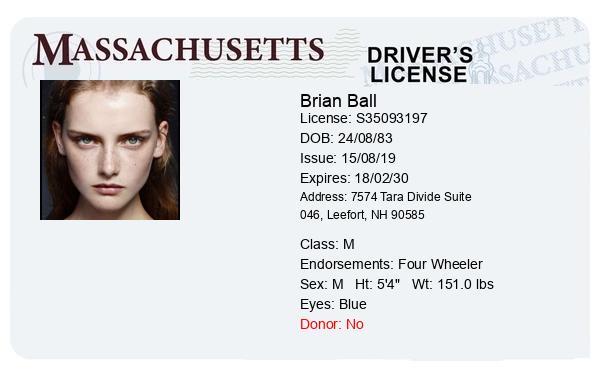 MASSACHUSETTS
DRIVER'S
LICENSE
Brian Ball
License: S35093197
DOB: 24/08/83
Issue: 15/08/19
Expires: 18/02/30
Address: 7574 Tara Divide Suite
046, Leefort, NH 90585
Class: M
Endorsements: Four Wheeler
Sex: M Ht: 5'4" Wt: 151.0 lbs
Eyes: Blue
Donor: No